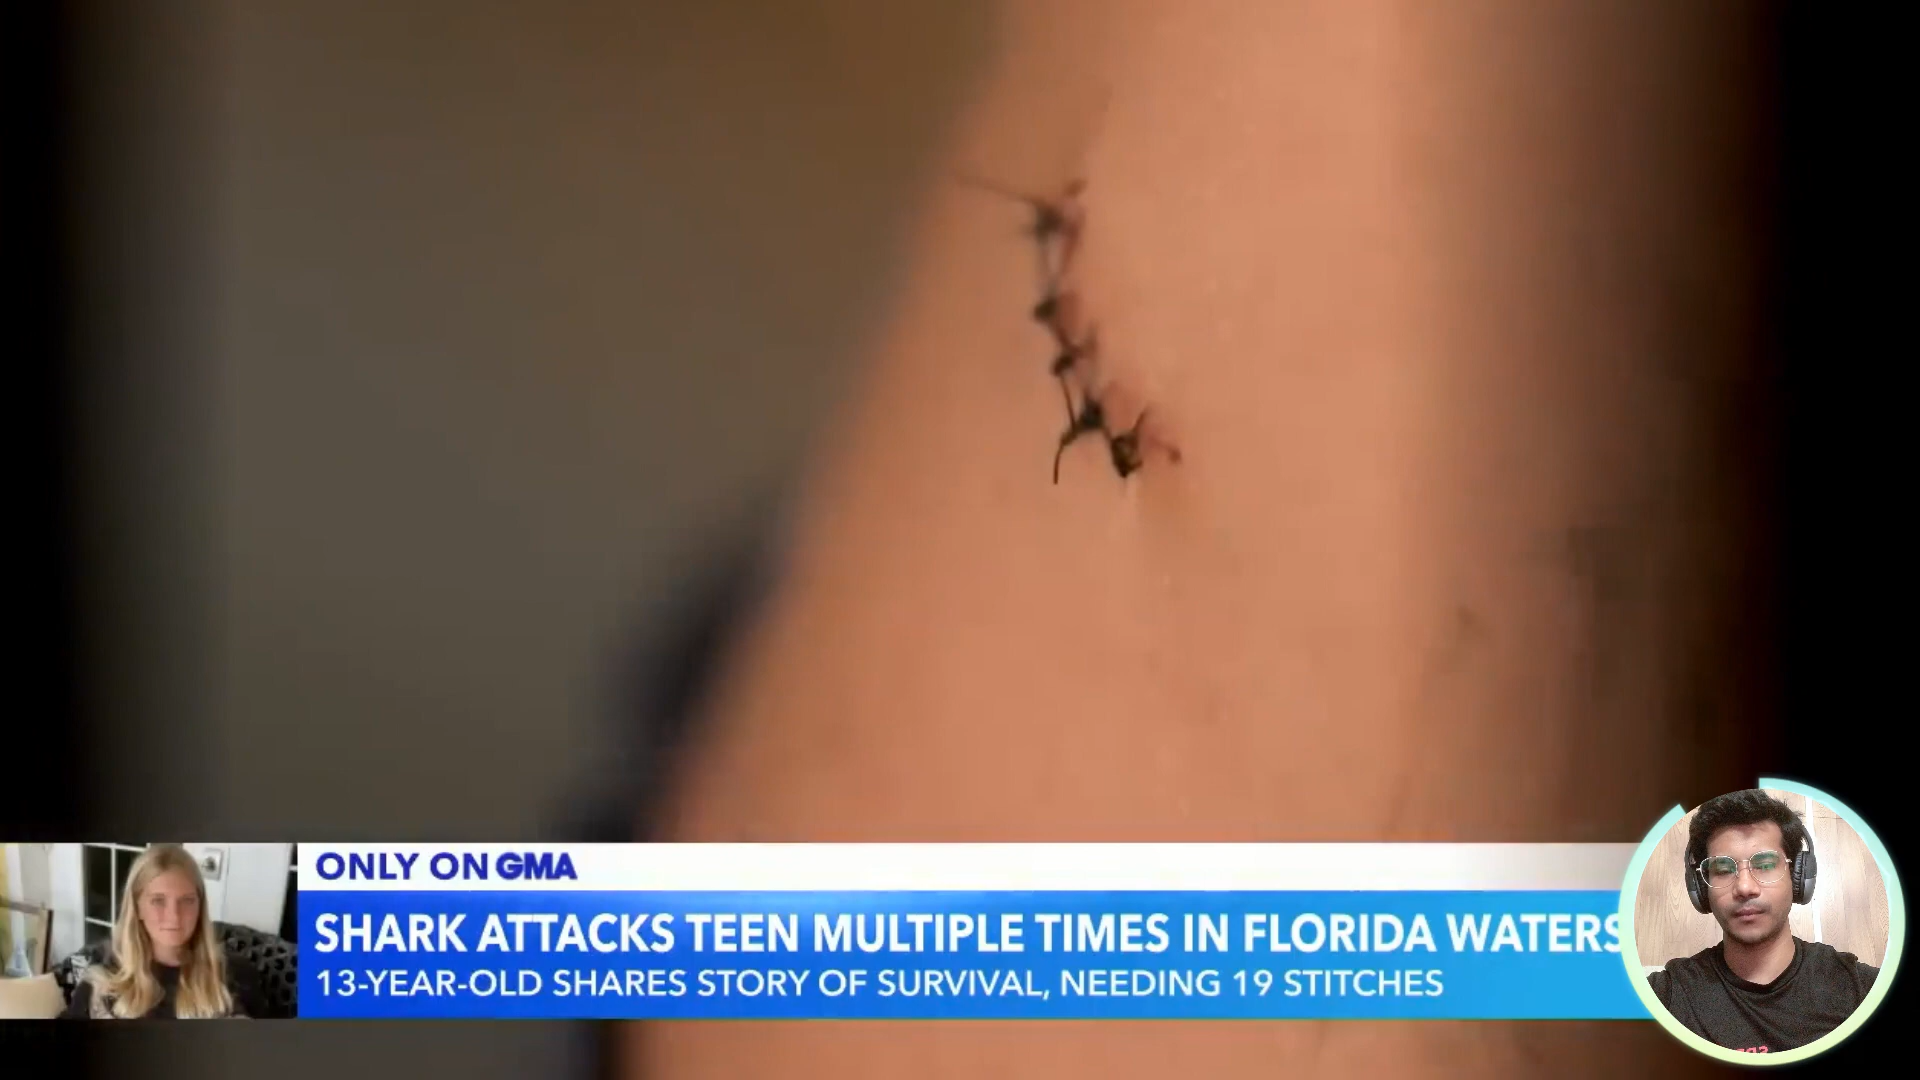 ONLY ON GMA
SHARK ATTACKS TEEN MULTIPLE TIMES IN FLORIDA WATERS
13-YEAR-OLD SHARES STORY OF SURVIVAL, NEEDING 19 STITCHES